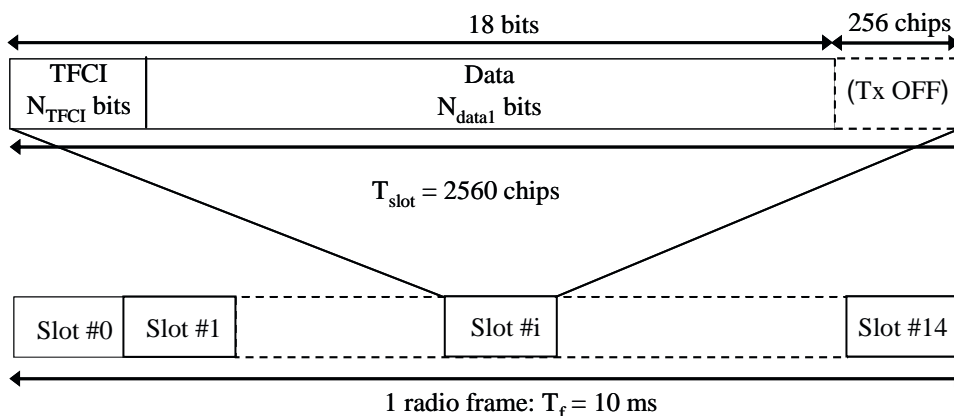 18 bits
256 chips
TFCI
N_TFCI bits
Data
N_data1 bits
(Tx OFF)
T_slot = 2560 chips
Slot #0
Slot #1
Slot #i
Slot #14
1 radio frame: T_f = 10 ms